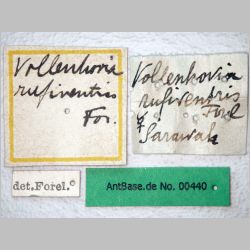 Vollenhovia
rufiventris
For.
Vollenhovia
rufiventris
Forel
☿ Sarawak
det. Forel.
AntBase.de No. 00440